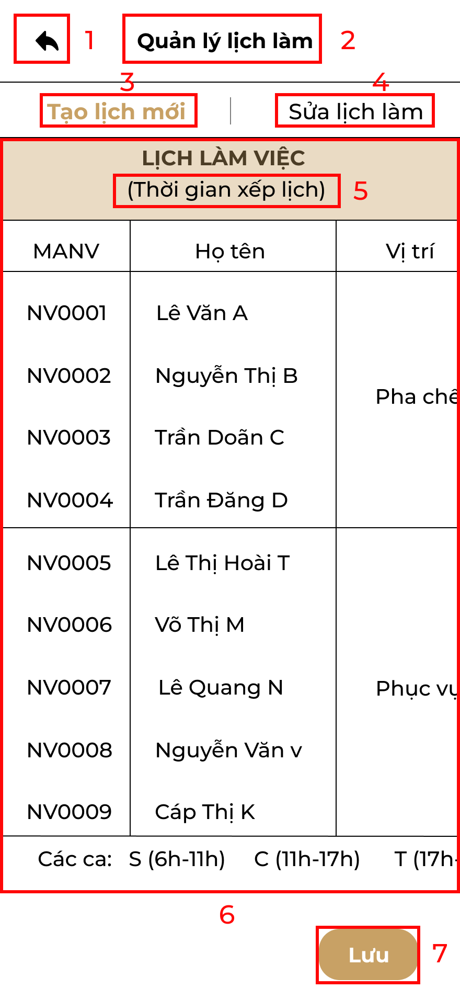 1
Quản lý lịch làm
2
3
4
Tạo lịch mới
Sửa lịch làm
LỊCH LÀM VIỆC
(Thời gian xếp lịch)
5
MANV Họ tên Vị trí
NV0001 Lê Văn A
NV0002 Nguyễn Thị B
Pha chế
NV0003 Trần Doãn C
NV0004 Trần Đăng D
NV0005 Lê Thị Hoài T
NV0006 Võ Thị M
NV0007 Lê Quang N
Phục vụ
NV0008 Nguyễn Văn v
NV0009 Cáp Thị K
Các ca: S (6h-11h) C (11h-17h) T (17h-
6
Lưu
7